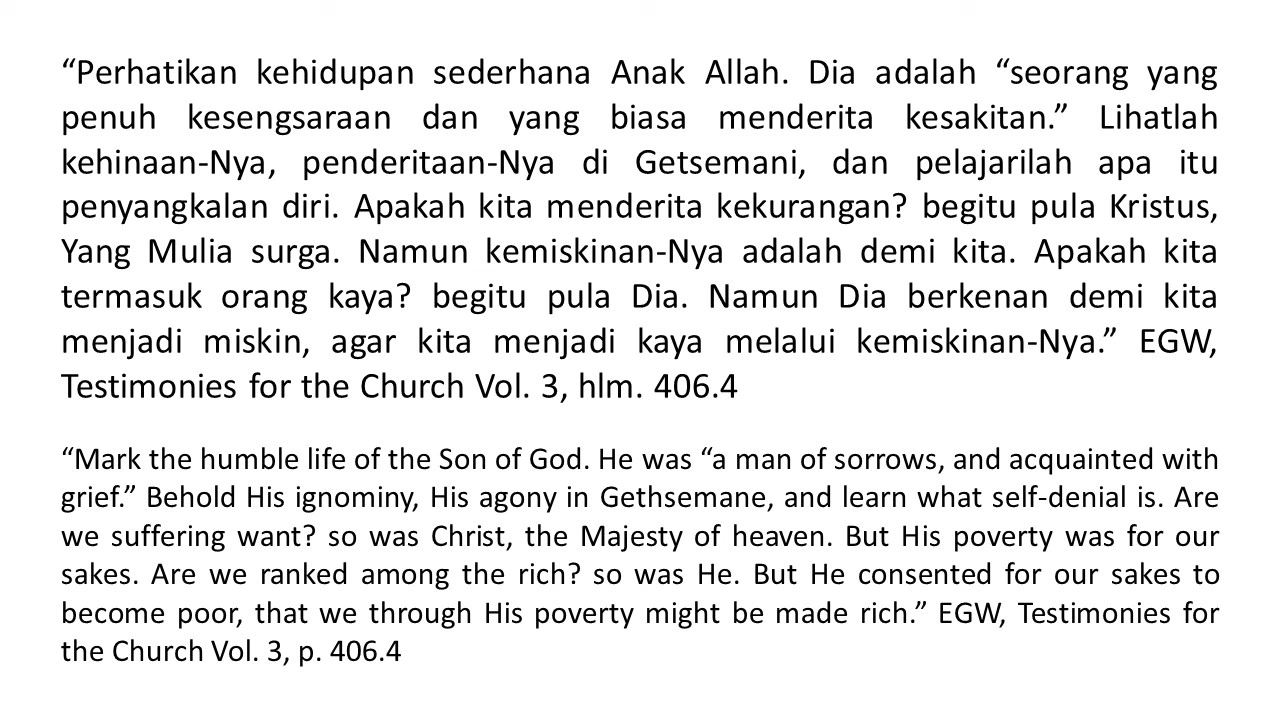 “Perhatikan kehidupan sederhana Anak Allah. Dia adalah “seorang yang
penuh kesengsaraan dan yang biasa menderita kesakitan.” Lihatlah
kehinaan-Nya, penderitaan-Nya di Getsemani, dan pelajarilah apa itu
penyangkalan diri. Apakah kita menderita kekurangan? begitu pula Kristus,
Yang Mulia surga. Namun kemiskinan-Nya adalah demi kita. Apakah kita
termasuk orang kaya? begitu pula Dia. Namun Dia berkenan demi kita
menjadi miskin, agar kita menjadi kaya melalui kemiskinan-Nya.” EGW,
Testimonies for the Church Vol. 3, hlm. 406.4
“Mark the humble life of the Son of God. He was “a man of sorrows, and acquainted with
grief.” Behold His ignominy, His agony in Gethsemane, and learn what self-denial is. Are
we suffering want? so was Christ, the Majesty of heaven. But His poverty was for our
sakes. Are we ranked among the rich? so was He. But He consented for our sakes to
become poor, that we through His poverty might be made rich.” EGW, Testimonies for
the Church Vol. 3, p. 406.4